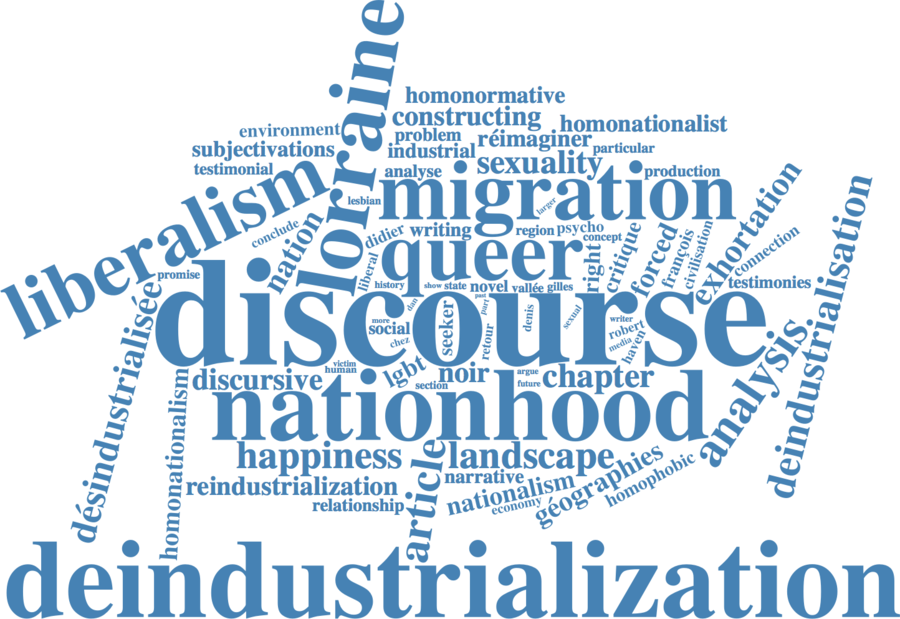 lorraine
homonormative
constructing
homonationalist
environment
problem
réimaginer
subjectivations
industrial
particular
testimonial
analyse
sexuality
production
liberalism
lesbian
migration
larger
exhortation
conclude
nation
didier
writing
region
psycho
concept
critique
forced
françois
civilisation
connection
promise
liberal
queer
right
history
show
state
novel
vallée
gilles
testimonies
discourse
past
part
dan
more
social
chez
seeker
retour
denis
sexual
writer
robert
media
haven
deindustrialisation
désindustrialisée
victim
human
lgbt
noir
argue
chapter
discursive
section
future
analysis
homonationalism
nationhood
happiness
landscape
article
narrative
reindustrialization
nationalism
géographies
homophobic
relationship
economy
deindustrialization